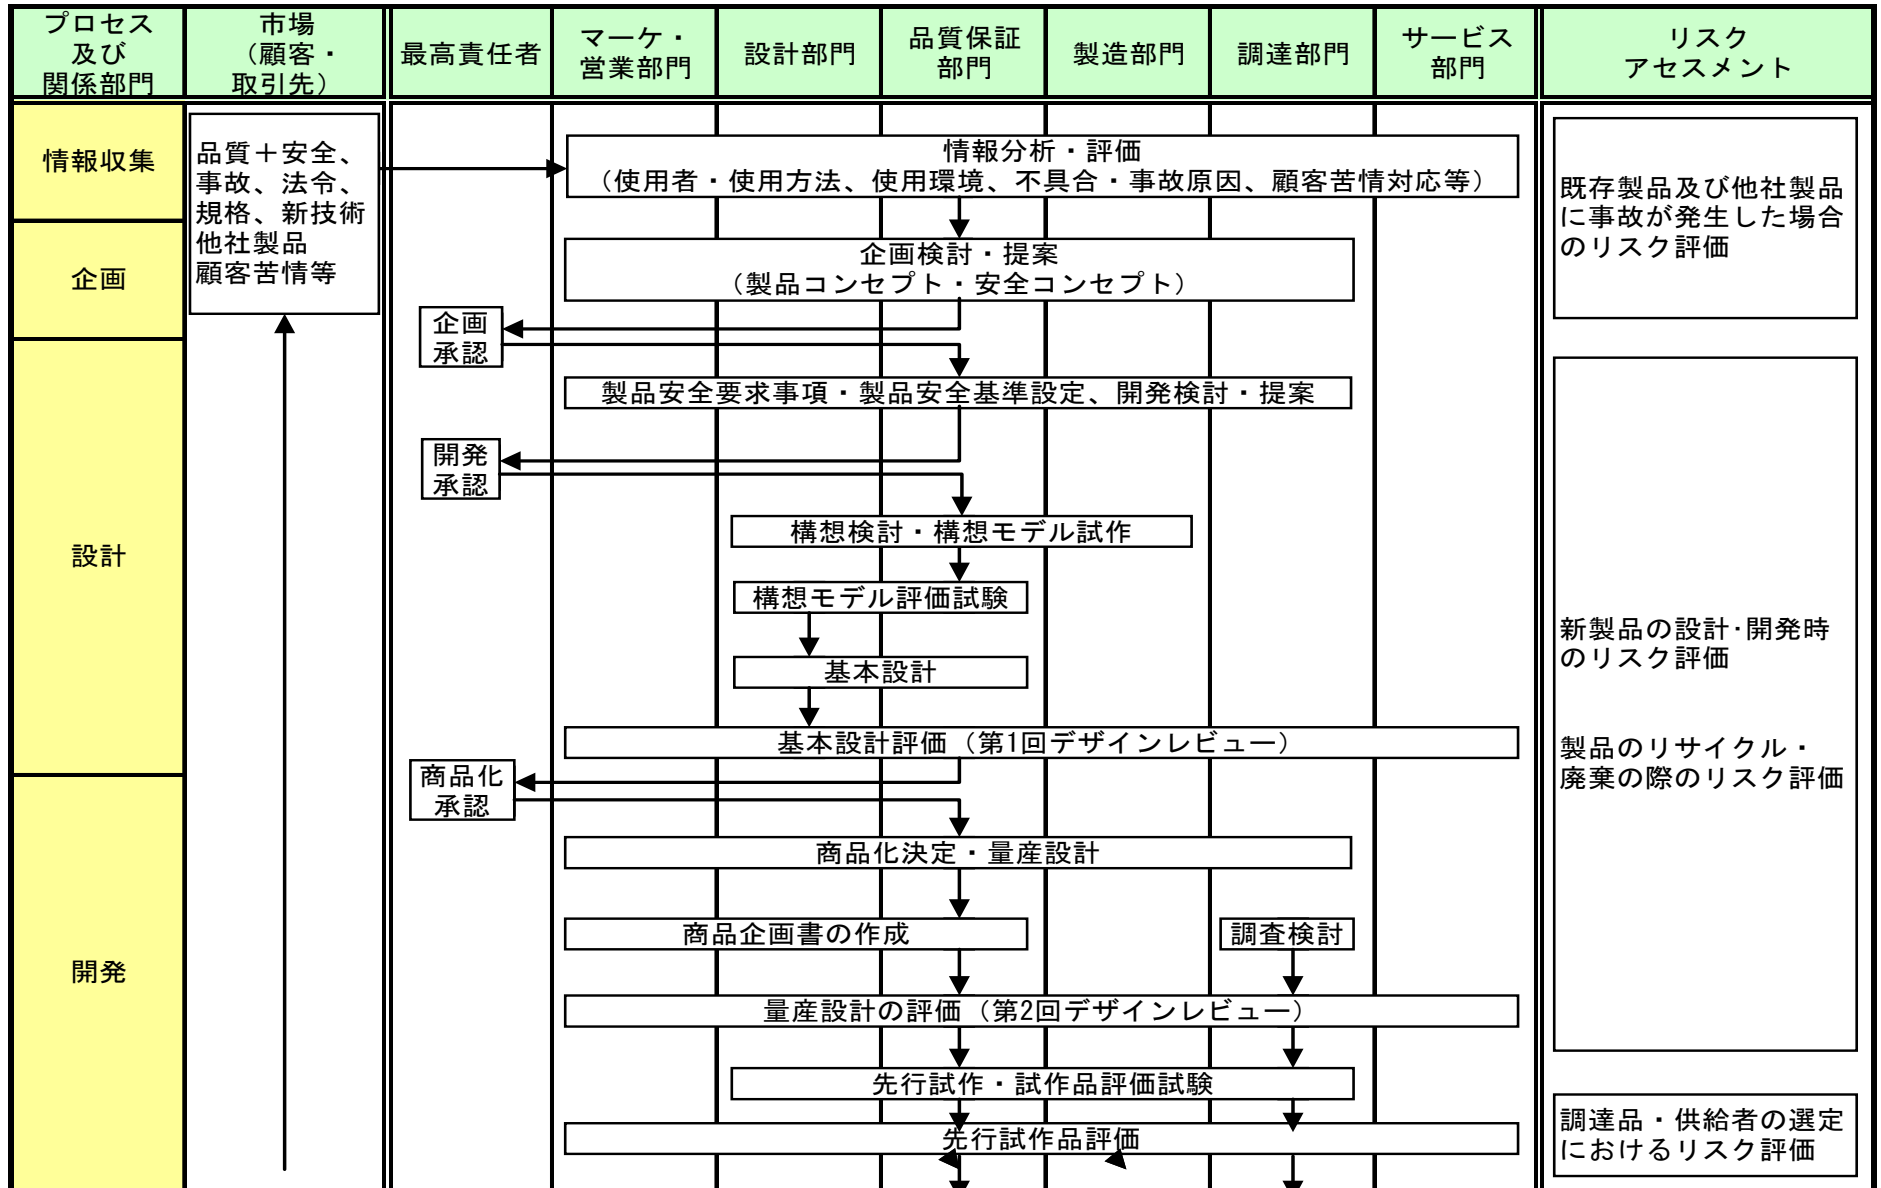 プロセス
及び
関係部門
市場
（顧客・
取引先）
最高責任者
マーケ・
営業部門
設計部門
品質保証
部門
製造部門
調達部門
サービス
部門
リスク
アセスメント
情報収集
品質＋安全、
事故、法令、
規格、新技術
他社製品
顧客苦情等
情報分析・評価
（使用者・使用方法、使用環境、不具合・事故原因、顧客苦情対応等）
既存製品及び他社製品
に事故が発生した場合
のリスク評価
企画
企画検討・提案
（製品コンセプト・安全コンセプト）
企画
承認
設計
製品安全要求事項・製品安全基準設定、開発検討・提案
開発
承認
構想検討・構想モデル試作
構想モデル評価試験
基本設計
基本設計評価（第1回デザインレビュー）
新製品の設計･開発時
のリスク評価
製品のリサイクル・
廃棄の際のリスク評価
開発
商品化
承認
商品化決定・量産設計
商品企画書の作成
調査検討
量産設計の評価（第2回デザインレビュー）
先行試作・試作品評価試験
先行試作品評価
調達品・供給者の選定
におけるリスク評価